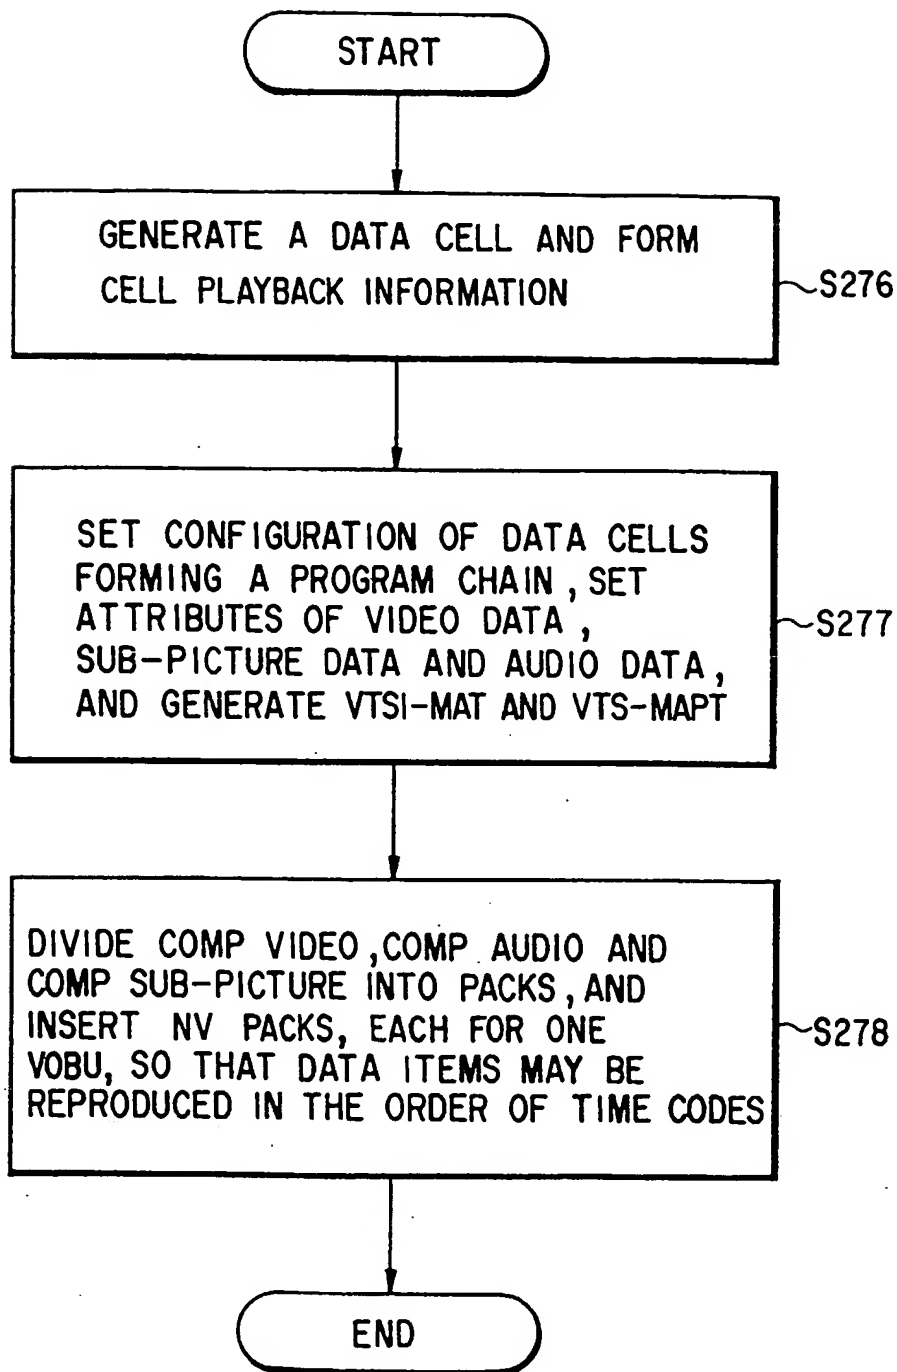 START
GENERATE A DATA CELL AND FORM
CELL PLAYBACK INFORMATION
S276
SET CONFIGURATION OF DATA CELLS
FORMING A PROGRAM CHAIN, SET
ATTRIBUTES OF VIDEO DATA,
SUB-PICTURE DATA AND AUDIO DATA,
AND GENERATE VTSI-MAT AND VTS-MAPT
S277
DIVIDE COMP VIDEO, COMP AUDIO AND
COMP SUB-PICTURE INTO PACKS, AND
INSERT NV PACKS, EACH FOR ONE
VOBU, SO THAT DATA ITEMS MAY BE
REPRODUCED IN THE ORDER OF TIME CODES
S278
END